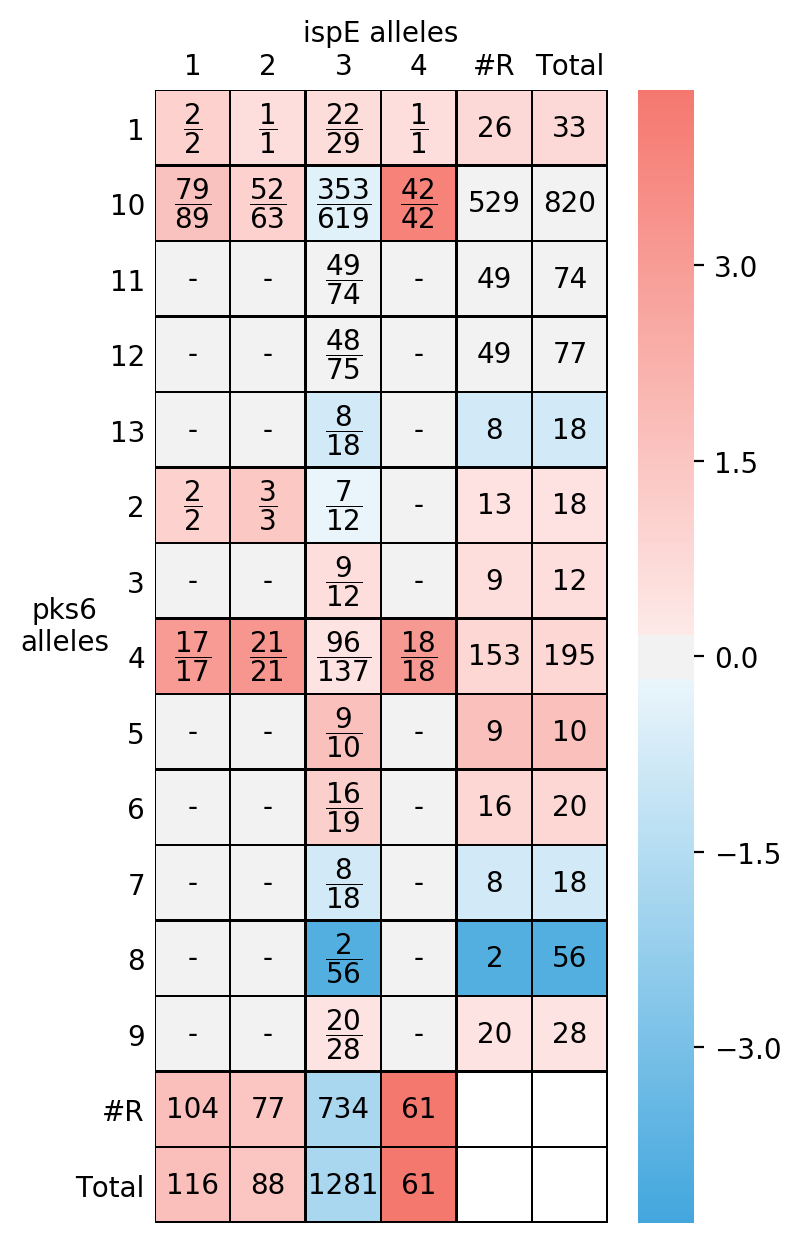 ispE alleles
1 2 3 4 #R Total
1 2/2 1/1 22/29 1/1 26 33
10 79/89 52/63 353/619 42/42 529 820
11 - - 49/74 - 49 74
12 - - 48/75 - 49 77
13 - - 8/18 - 8 18
2 2/2 3/3 7/12 - 13 18
3 - - 9/12 - 9 12
pks6
alleles
4 17/17 21/21 96/137 18/18 153 195
5 - - 9/10 - 9 10
6 - - 16/19 - 16 20
7 - - 8/18 - 8 18
8 - - 2/56 - 2 56
9 - - 20/28 - 20 28
#R 104 77 734 61
Total 116 88 1281 61
3.0
1.5
0.0
−1.5
−3.0